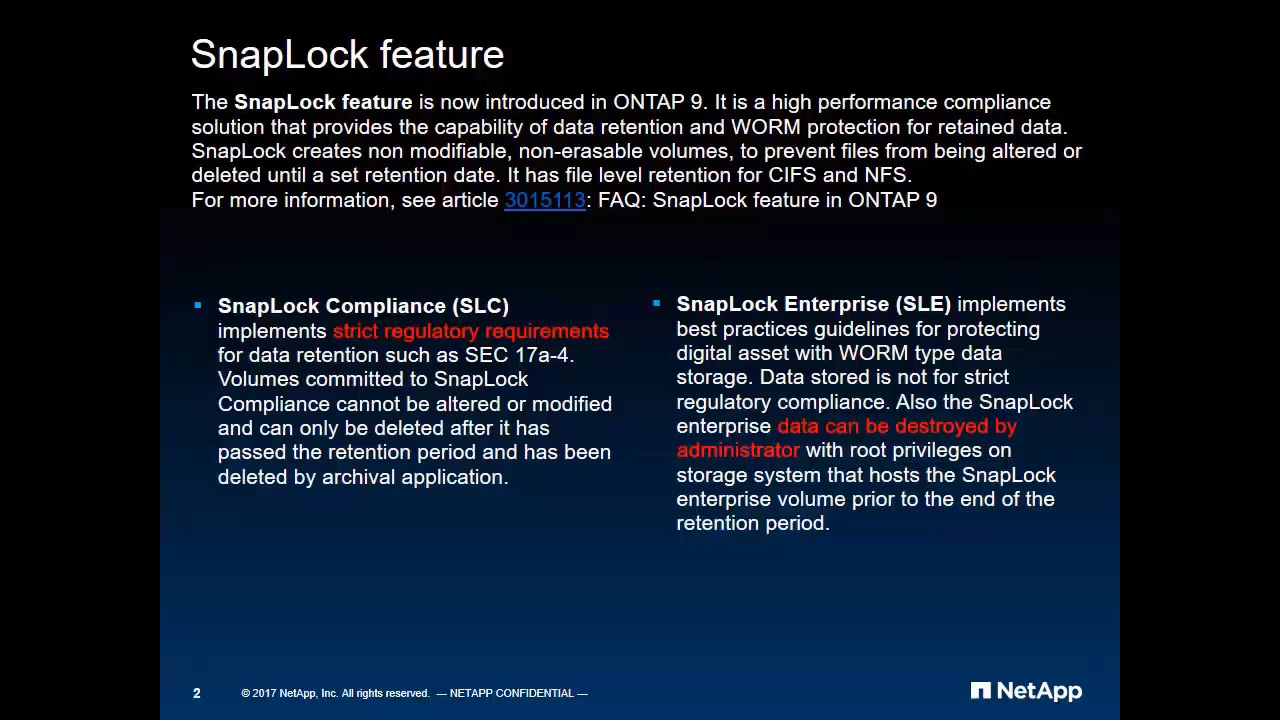 SnapLock feature
The SnapLock feature is now introduced in ONTAP 9. It is a high performance compliance
solution that provides the capability of data retention and WORM protection for retained data.
SnapLock creates non modifiable, non-erasable volumes, to prevent files from being altered or
deleted until a set retention date. It has file level retention for CIFS and NFS.
For more information, see article 3015113: FAQ: SnapLock feature in ONTAP 9
▪ SnapLock Compliance (SLC)
implements strict regulatory requirements
for data retention such as SEC 17a-4.
Volumes committed to SnapLock
Compliance cannot be altered or modified
and can only be deleted after it has
passed the retention period and has been
deleted by archival application.
▪ SnapLock Enterprise (SLE) implements
best practices guidelines for protecting
digital asset with WORM type data
storage. Data stored is not for strict
regulatory compliance. Also the SnapLock
enterprise data can be destroyed by
administrator with root privileges on
storage system that hosts the SnapLock
enterprise volume prior to the end of the
retention period.
2 © 2017 NetApp, Inc. All rights reserved. — NETAPP CONFIDENTIAL —
NetApp